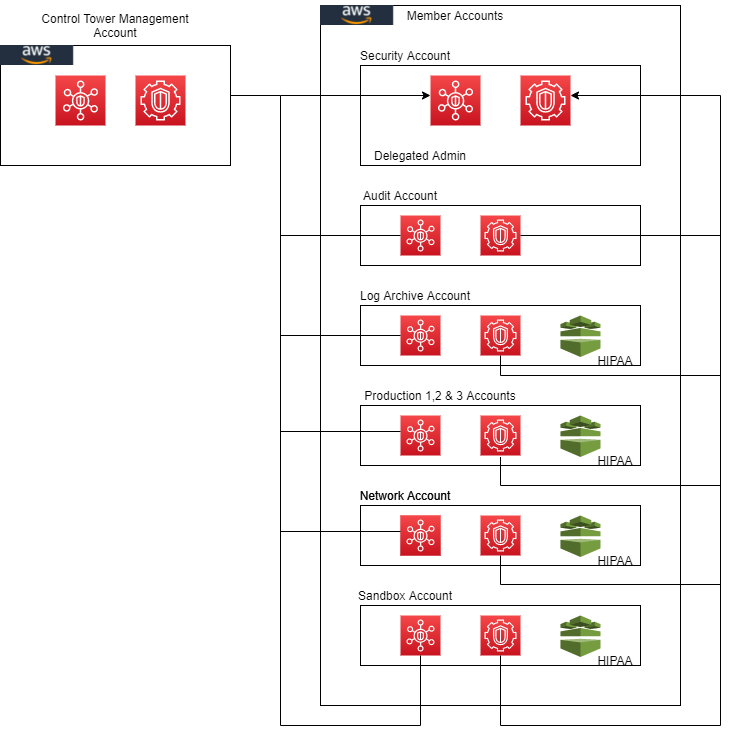 Control Tower Management
Account
aws
aws
Member Accounts
Security Account
Delegated Admin
Audit Account
Log Archive Account
HIPAA
Production 1,2 & 3 Accounts
HIPAA
Network Account
HIPAA
Sandbox Account
HIPAA